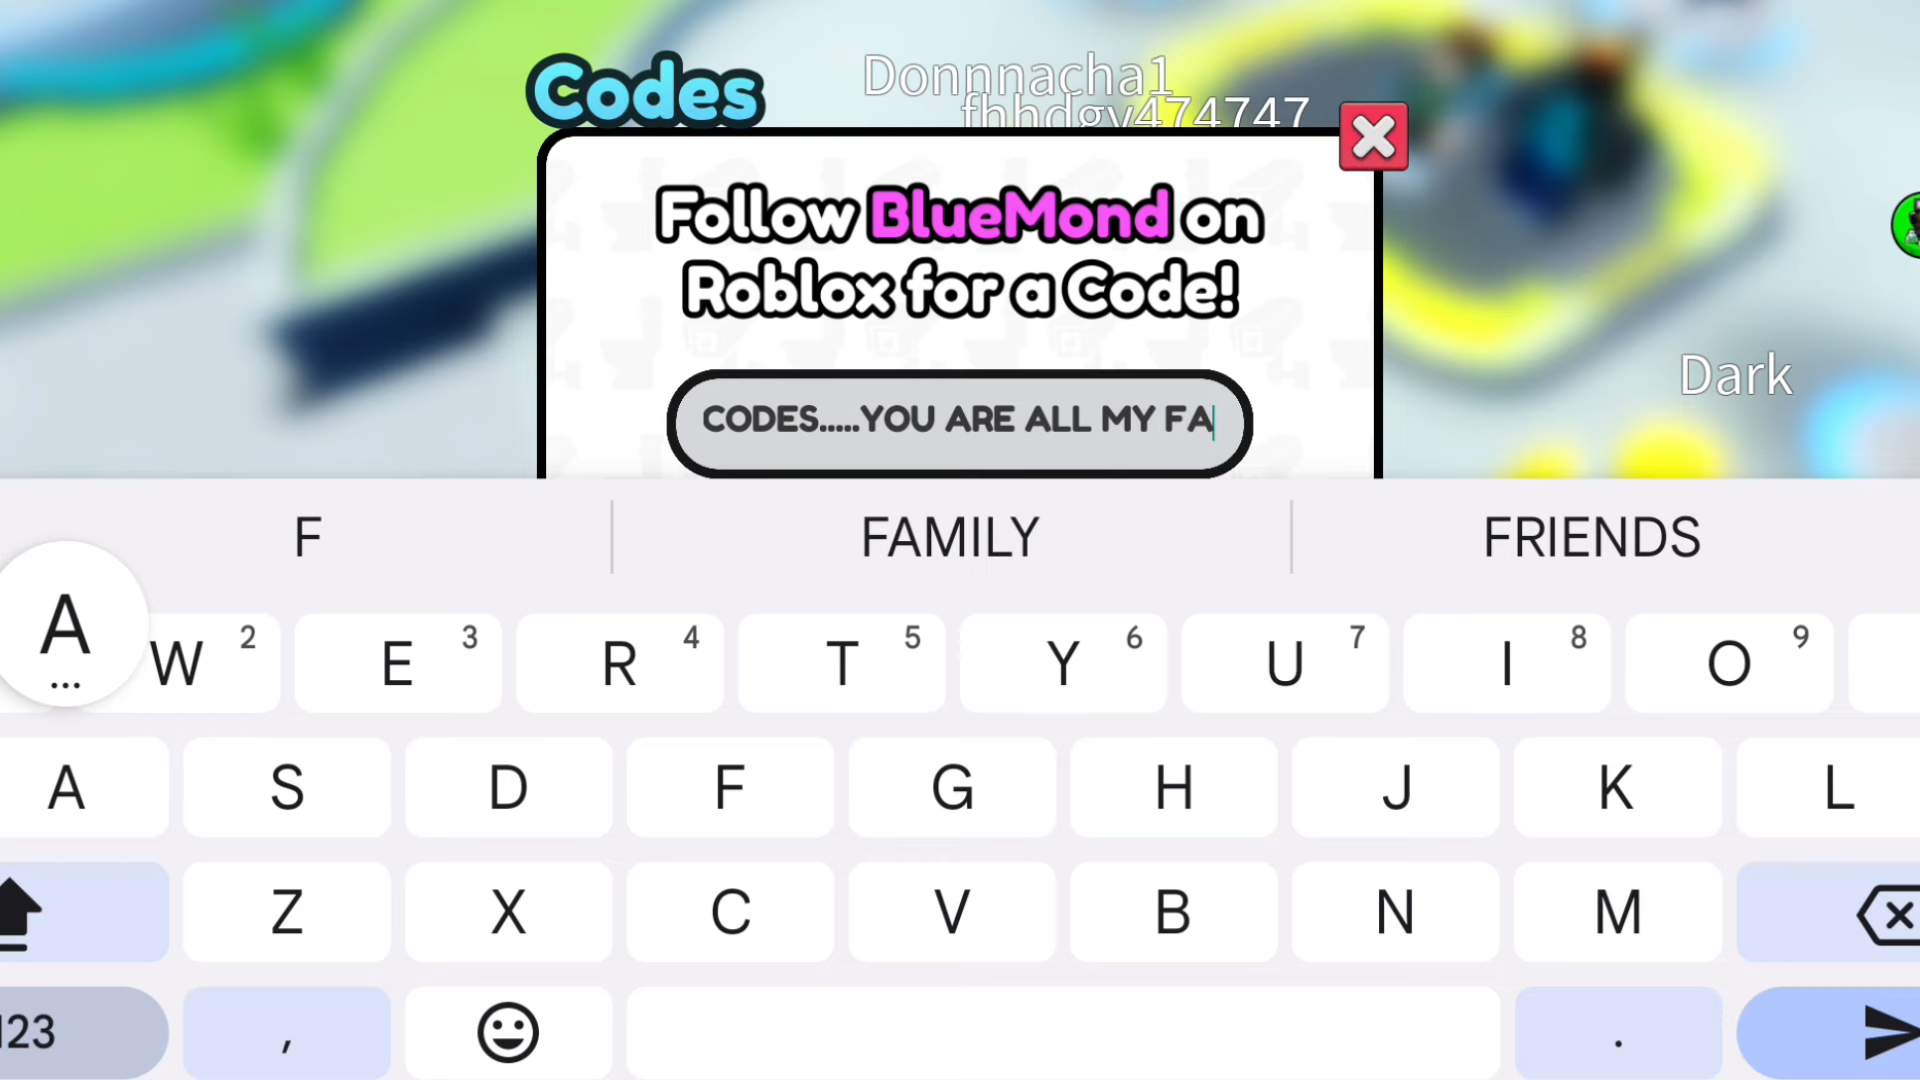 Codes
Donnnacha1
fhhdgv474747
Follow BlueMond on
Roblox for a Code!
Dark
CODES.....YOU ARE ALL MY FA
F FAMILY FRIENDS
A
...
W 2 E 3 R 4 T 5 Y 6 U 7 I 8 O 9
A S D F G H J K L
Z X C V B N M
123 , .